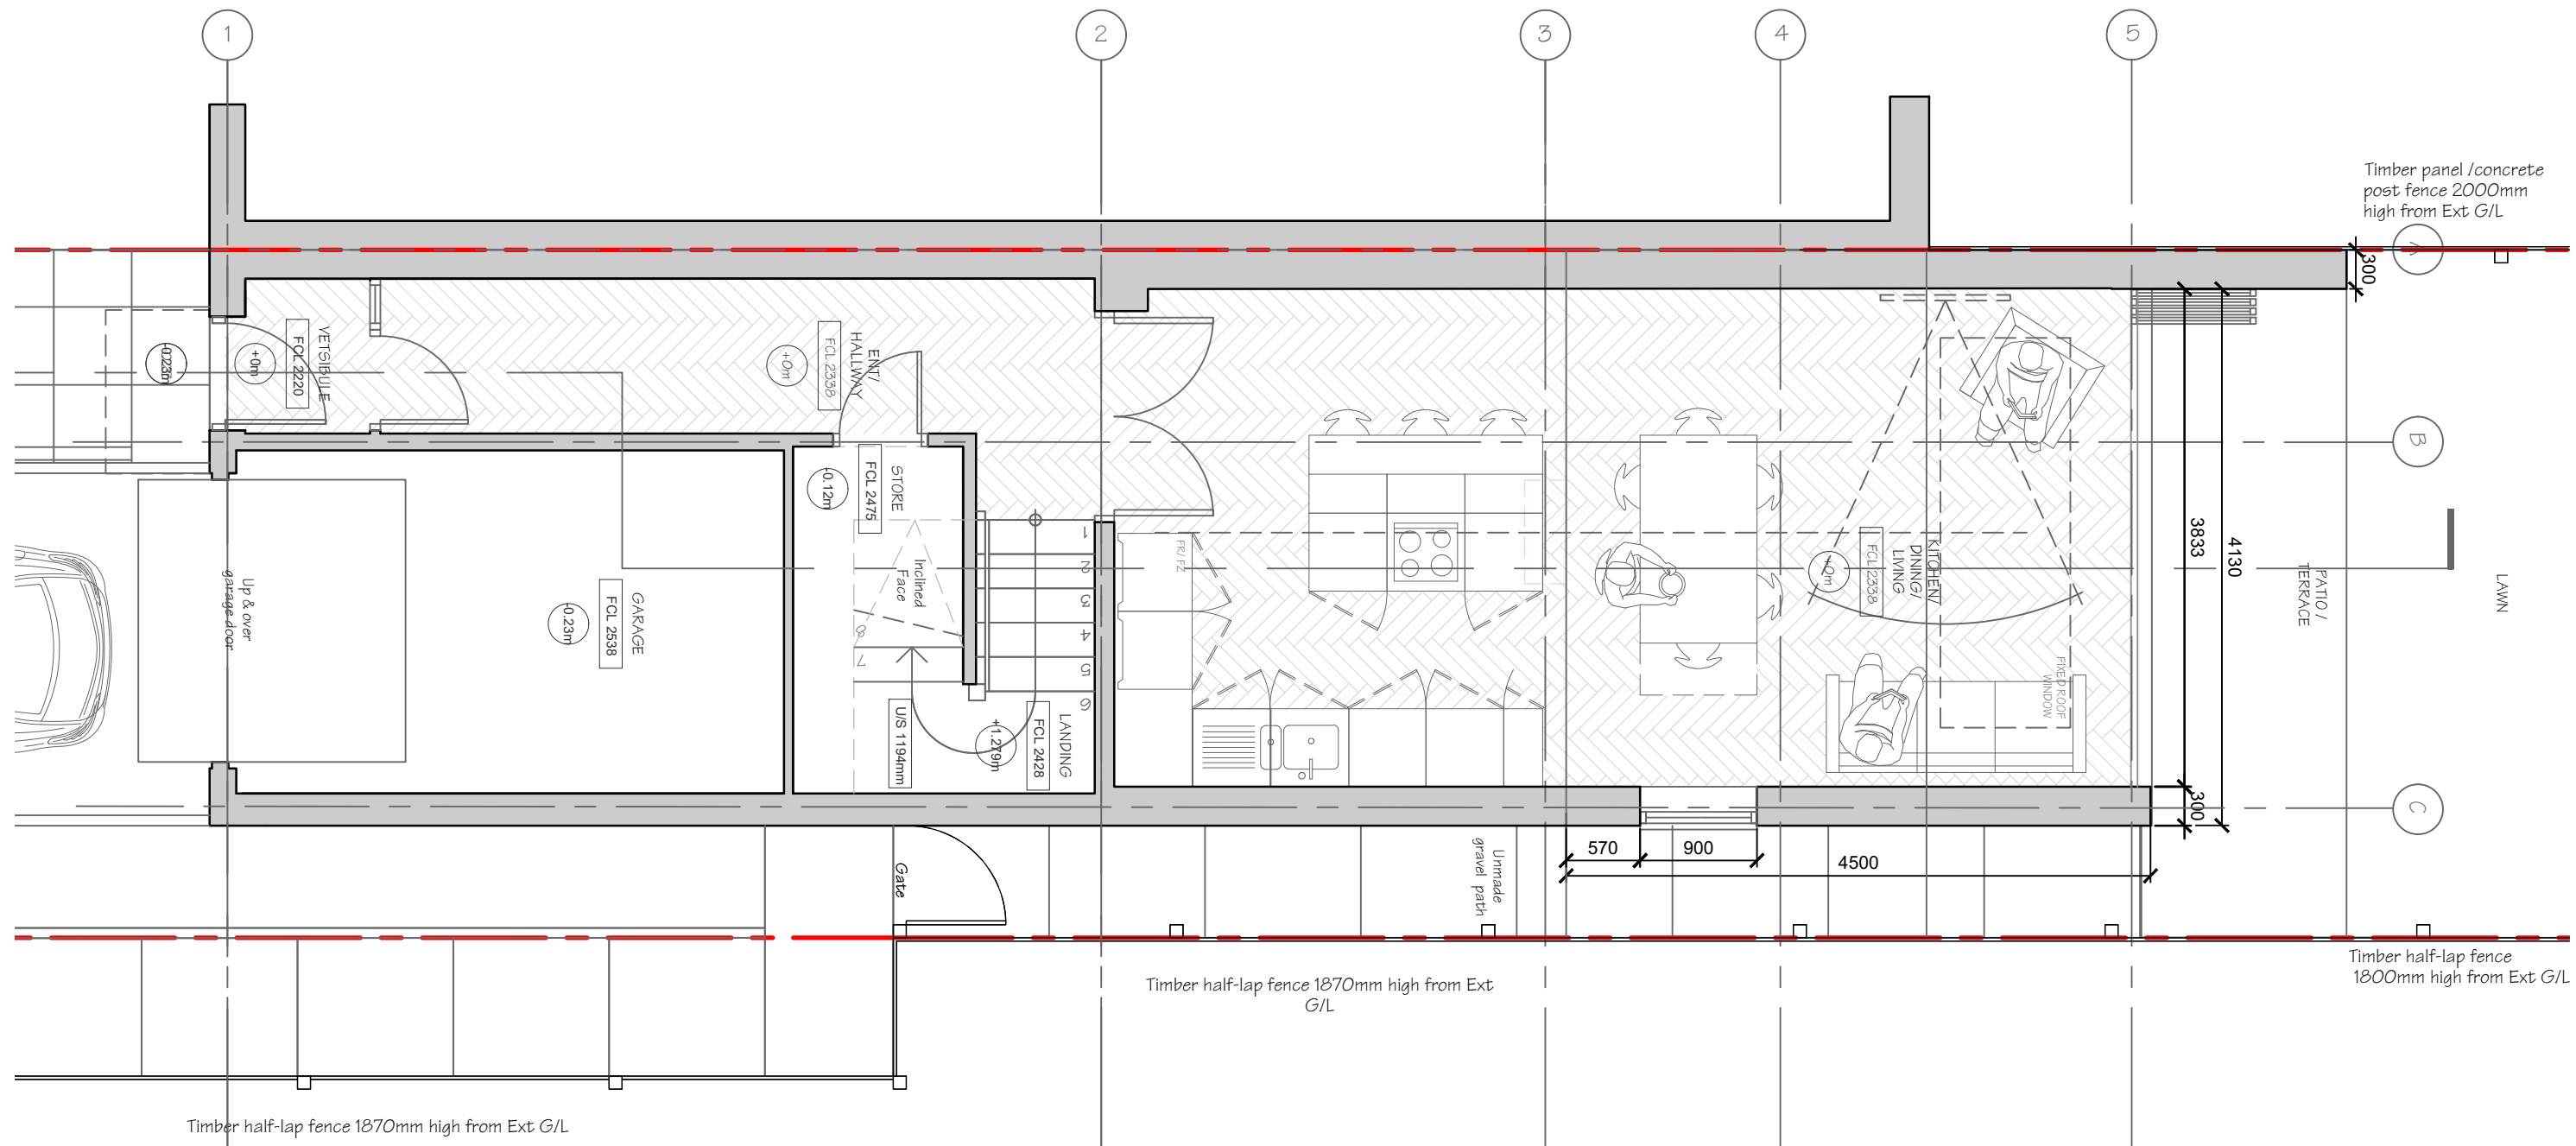 1
2
3
4
5
Timber panel /concrete
post fence 2000mm
high from Ext G/L
A
300
-0.23m
+0m
FCL 2220
VETSIBULE
+0m
FCL 2338
ENT/
HALLWAY
B
STORE
FCL 2475
-0.12m
Inclined
Face
1
2
3
4
5
6
7
8
FR/FZ
KITCHEN/
DINING/
LIVING
FCL 2338
+0m
3833
4130
PATIO /
TERRACE
LAWN
Up & over
garage door
GARAGE
FCL 2538
-0.23m
U/S 1194mm
LANDING
FCL 2428
+1.279m
FIXED ROOF
WINDOW
300
C
570
900
4500
Gate
Unmade
gravel path
Timber half-lap fence
1800mm high from Ext G/L
Timber half-lap fence 1870mm high from Ext
G/L
Timber half-lap fence 1870mm high from Ext G/L